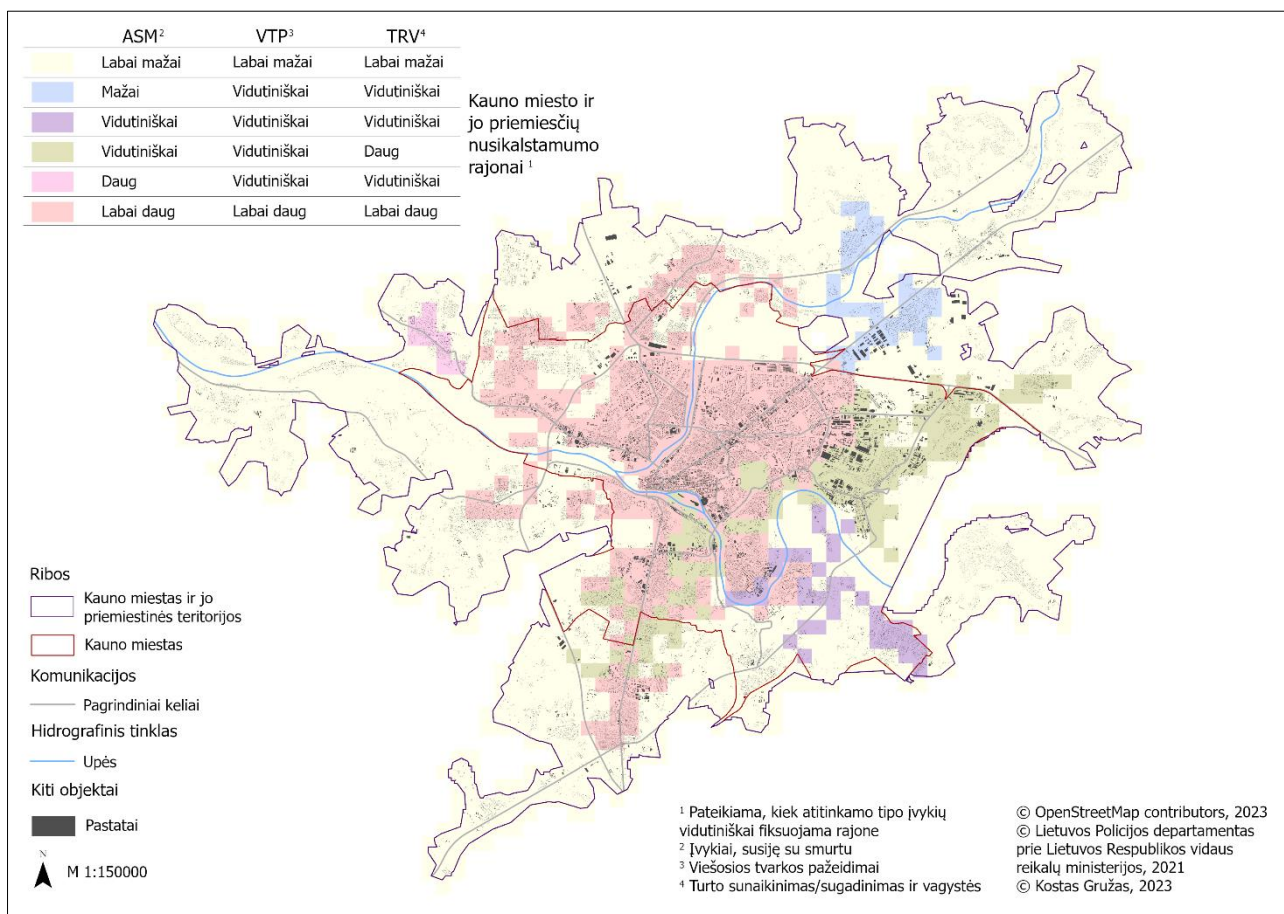 ASM² VTP³ TRV⁴
Labai mažai Labai mažai Labai mažai
Mažai Vidutiniškai Vidutiniškai
Vidutiniškai Vidutiniškai Vidutiniškai
Vidutiniškai Vidutiniškai Daug
Daug Vidutiniškai Vidutiniškai
Labai daug Labai daug Labai daug
Kauno miesto ir
jo priemiesčių
nusikalstamumo
rajonai ¹
Ribos
Kauno miestas ir jo
priemiestinės teritorijos
Kauno miestas
Komunikacijos
Pagrindiniai keliai
Hidrografinis tinklas
Upės
Kiti objektai
Pastatai
N
M 1:150000
¹ Pateikiama, kiek atitinkamo tipo įvykių
vidutiniškai fiksuojama rajone
² Įvykiai, susiję su smurtu
³ Viešosios tvarkos pažeidimai
⁴ Turto sunaikinimas/sugadinimas ir vagystės
© OpenStreetMap contributors, 2023
© Lietuvos Policijos departamentas
prie Lietuvos Respublikos vidaus
reikalų ministerijos, 2021
© Kostas Gružas, 2023